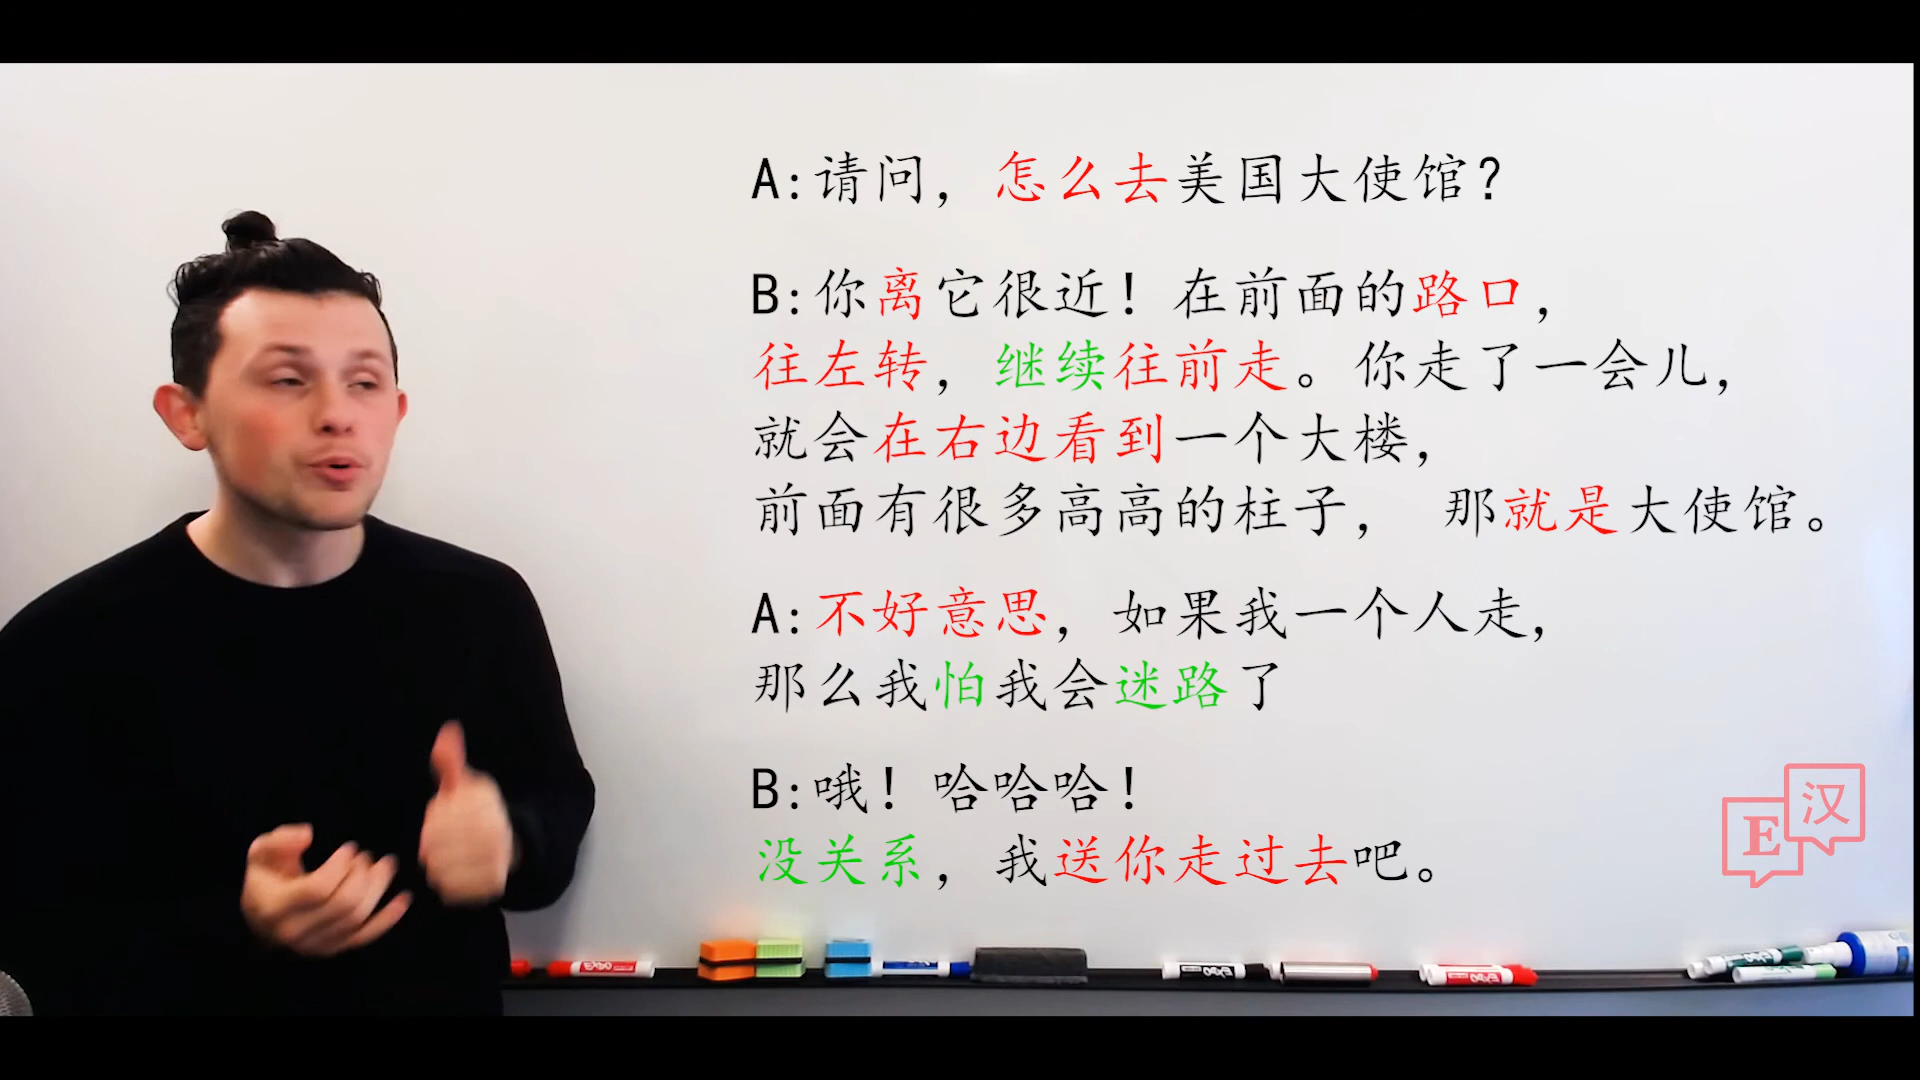 A:请问，怎么去美国大使馆？
B:你离它很近！在前面的路口，
往左转，继续往前走。你走了一会儿，
就会在右边看到一个大楼，
前面有很多高高的柱子， 那就是大使馆。
A:不好意思，如果我一个人走，
那么我怕我会迷路了
B:哦！哈哈哈！
没关系，我送你走过去吧。
E汉